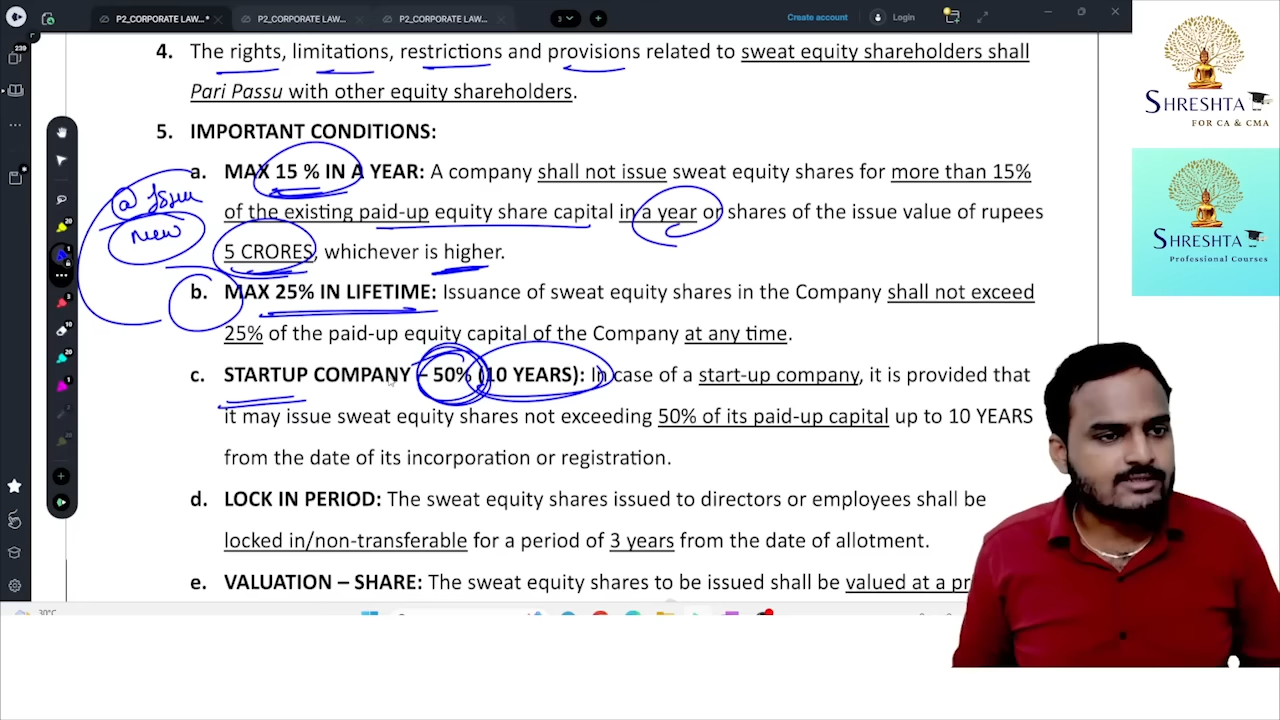 P2_CORPORATE LAW...*
P2_CORPORATE LAW...
P2_CORPORATE LAW...
3
Create account
Login
4. The rights, limitations, restrictions and provisions related to sweat equity shareholders shall
Pari Passu with other equity shareholders.
5. IMPORTANT CONDITIONS:
a. MAX 15 % IN A YEAR: A company shall not issue sweat equity shares for more than 15%
of the existing paid-up equity share capital in a year or shares of the issue value of rupees
5 CRORES, whichever is higher.
@ Issue
New
b. MAX 25% IN LIFETIME: Issuance of sweat equity shares in the Company shall not exceed
25% of the paid-up equity capital of the Company at any time.
c. STARTUP COMPANY – 50% (10 YEARS): In case of a start-up company, it is provided that
it may issue sweat equity shares not exceeding 50% of its paid-up capital up to 10 YEARS
from the date of its incorporation or registration.
d. LOCK IN PERIOD: The sweat equity shares issued to directors or employees shall be
locked in/non-transferable for a period of 3 years from the date of allotment.
e. VALUATION – SHARE: The sweat equity shares to be issued shall be valued at a pr
SHRESHTA
FOR CA & CMA
SHRESHTA
Professional Courses